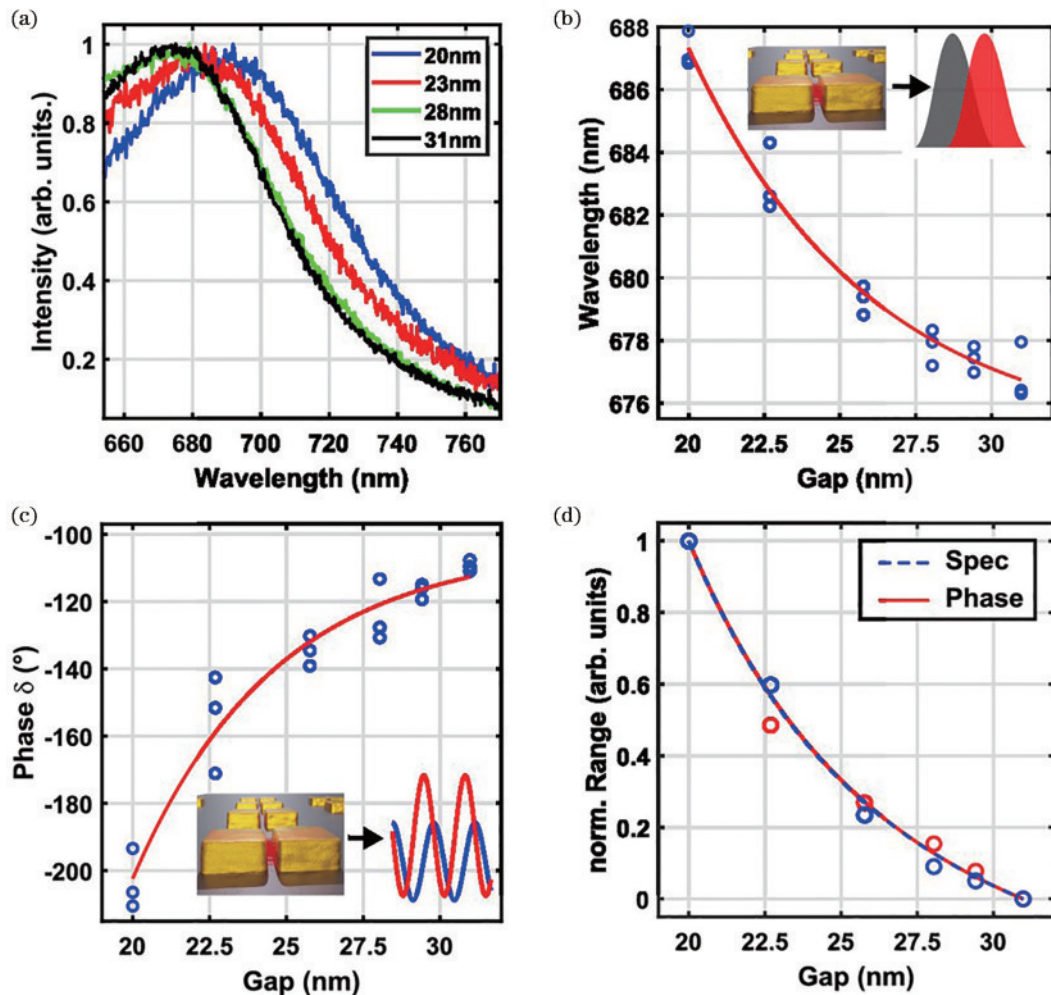 (a)
1
0.8
0.6
0.4
0.2
Intensity (arb. units.)
20nm
23nm
28nm
31nm
660 680 700 720 740 760
Wavelength (nm)
(b)
688
686
684
682
680
678
676
Wavelength (nm)
20 22.5 25 27.5 30
Gap (nm)
(c)
-100
-120
-140
-160
-180
-200
Phase δ (°)
20 22.5 25 27.5 30
Gap (nm)
(d)
1
0.8
0.6
0.4
0.2
0
norm. Range (arb. units)
Spec
Phase
20 22.5 25 27.5 30
Gap (nm)